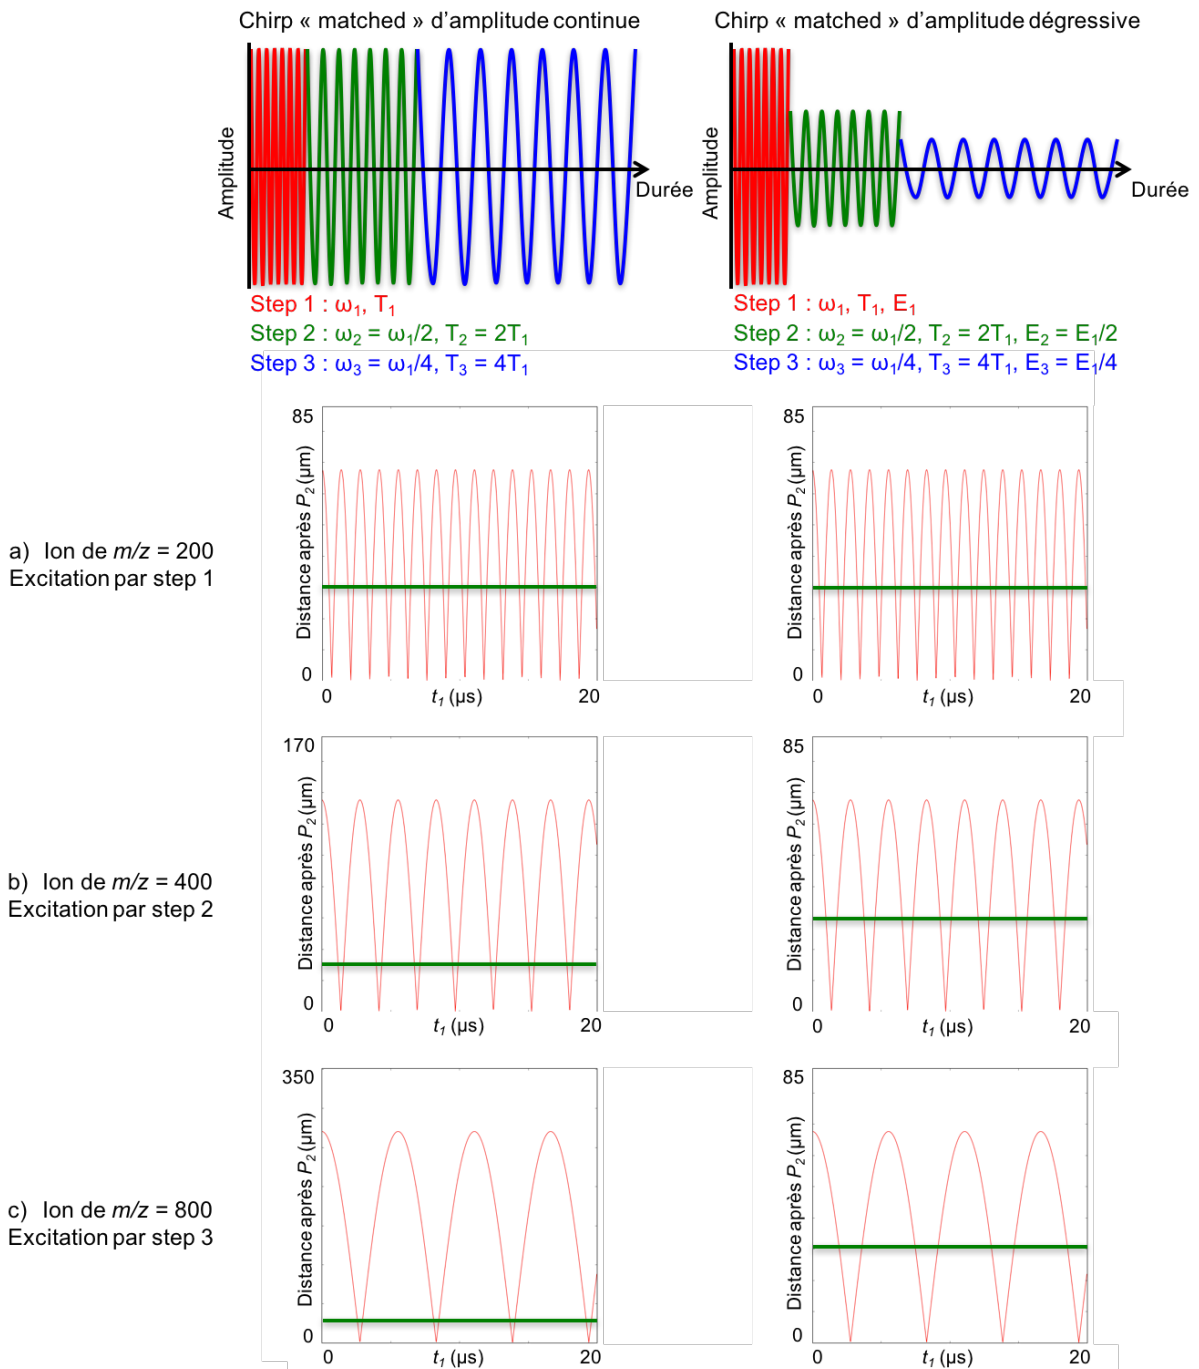 Chirp « matched » d'amplitude continue
Chirp « matched » d'amplitude dégressive
Amplitude
Durée
Amplitude
Durée
Step 1 : ω₁, T₁
Step 2 : ω₂ = ω₁/2, T₂ = 2T₁
Step 3 : ω₃ = ω₁/4, T₃ = 4T₁
Step 1 : ω₁, T₁, E₁
Step 2 : ω₂ = ω₁/2, T₂ = 2T₁, E₂ = E₁/2
Step 3 : ω₃ = ω₁/4, T₃ = 4T₁, E₃ = E₁/4
a) Ion de m/z = 200
Excitation par step 1
85
Distance après P₂ (µm)
0
0
t₁ (µs)
20
85
Distance après P₂ (µm)
0
0
t₁ (µs)
20
b) Ion de m/z = 400
Excitation par step 2
170
Distance après P₂ (µm)
0
0
t₁ (µs)
20
85
Distance après P₂ (µm)
0
0
t₁ (µs)
20
c) Ion de m/z = 800
Excitation par step 3
350
Distance après P₂ (µm)
0
0
t₁ (µs)
20
85
Distance après P₂ (µm)
0
0
t₁ (µs)
20